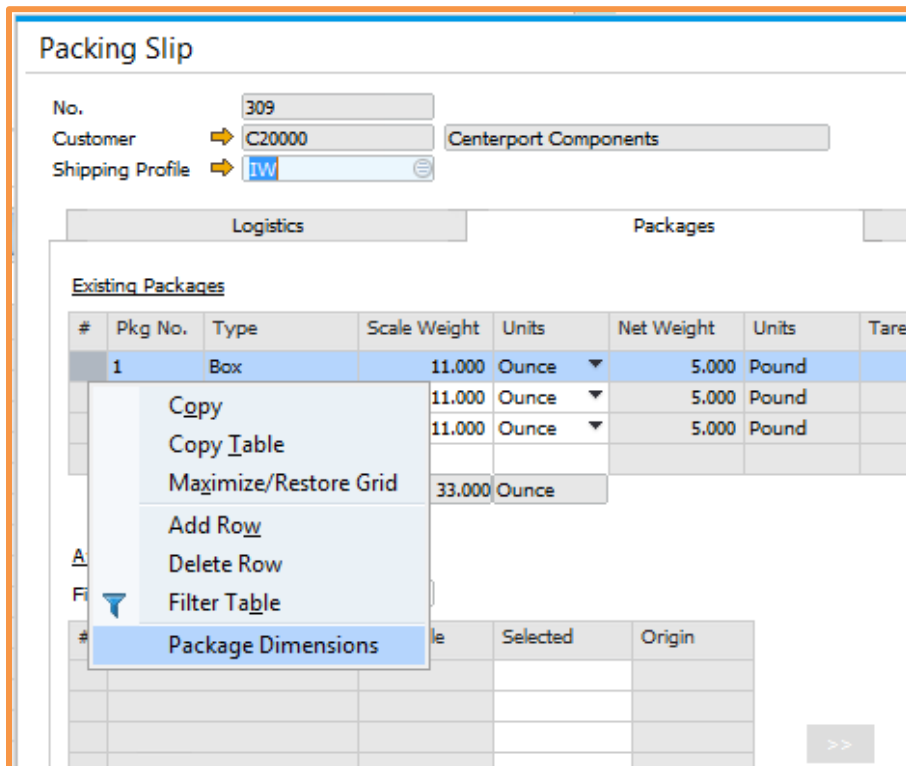 Packing Slip
No. 309
Customer C20000 Centerport Components
Shipping Profile IW
Logistics Packages
Existing Packages
# Pkg No. Type Scale Weight Units Net Weight Units Tare
1 Box 11.000 Ounce 5.000 Pound
11.000 Ounce 5.000 Pound
11.000 Ounce 5.000 Pound
33.000 Ounce
Copy
Copy Table
Maximize/Restore Grid
Add Row
Delete Row
Filter Table
Package Dimensions
# Selected Origin
>>